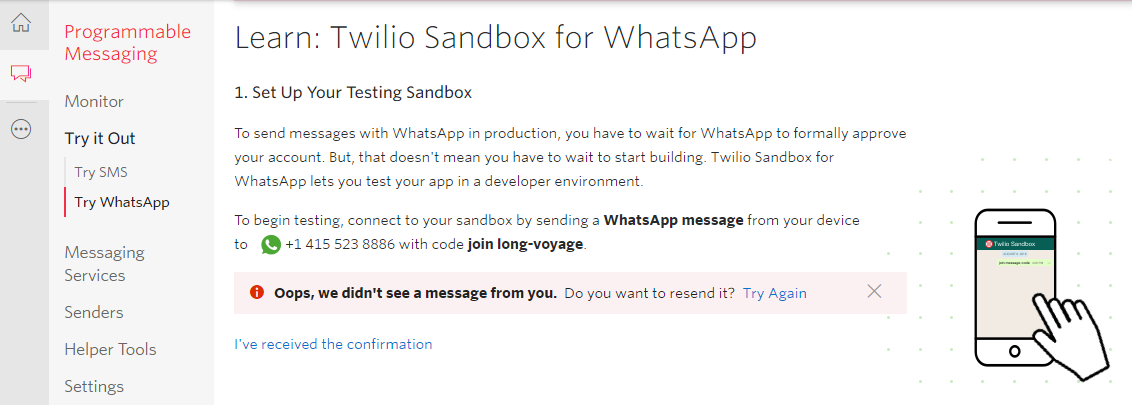 Programmable
Messaging
Monitor
Try it Out
Try SMS
Try WhatsApp
Messaging
Services
Senders
Helper Tools
Settings
Learn: Twilio Sandbox for WhatsApp
1. Set Up Your Testing Sandbox
To send messages with WhatsApp in production, you have to wait for WhatsApp to formally approve
your account. But, that doesn't mean you have to wait to start building. Twilio Sandbox for
WhatsApp lets you test your app in a developer environment.
To begin testing, connect to your sandbox by sending a WhatsApp message from your device
to +1 415 523 8886 with code join long-voyage.
Oops, we didn't see a message from you. Do you want to resend it? Try Again
I've received the confirmation
Twilio Sandbox